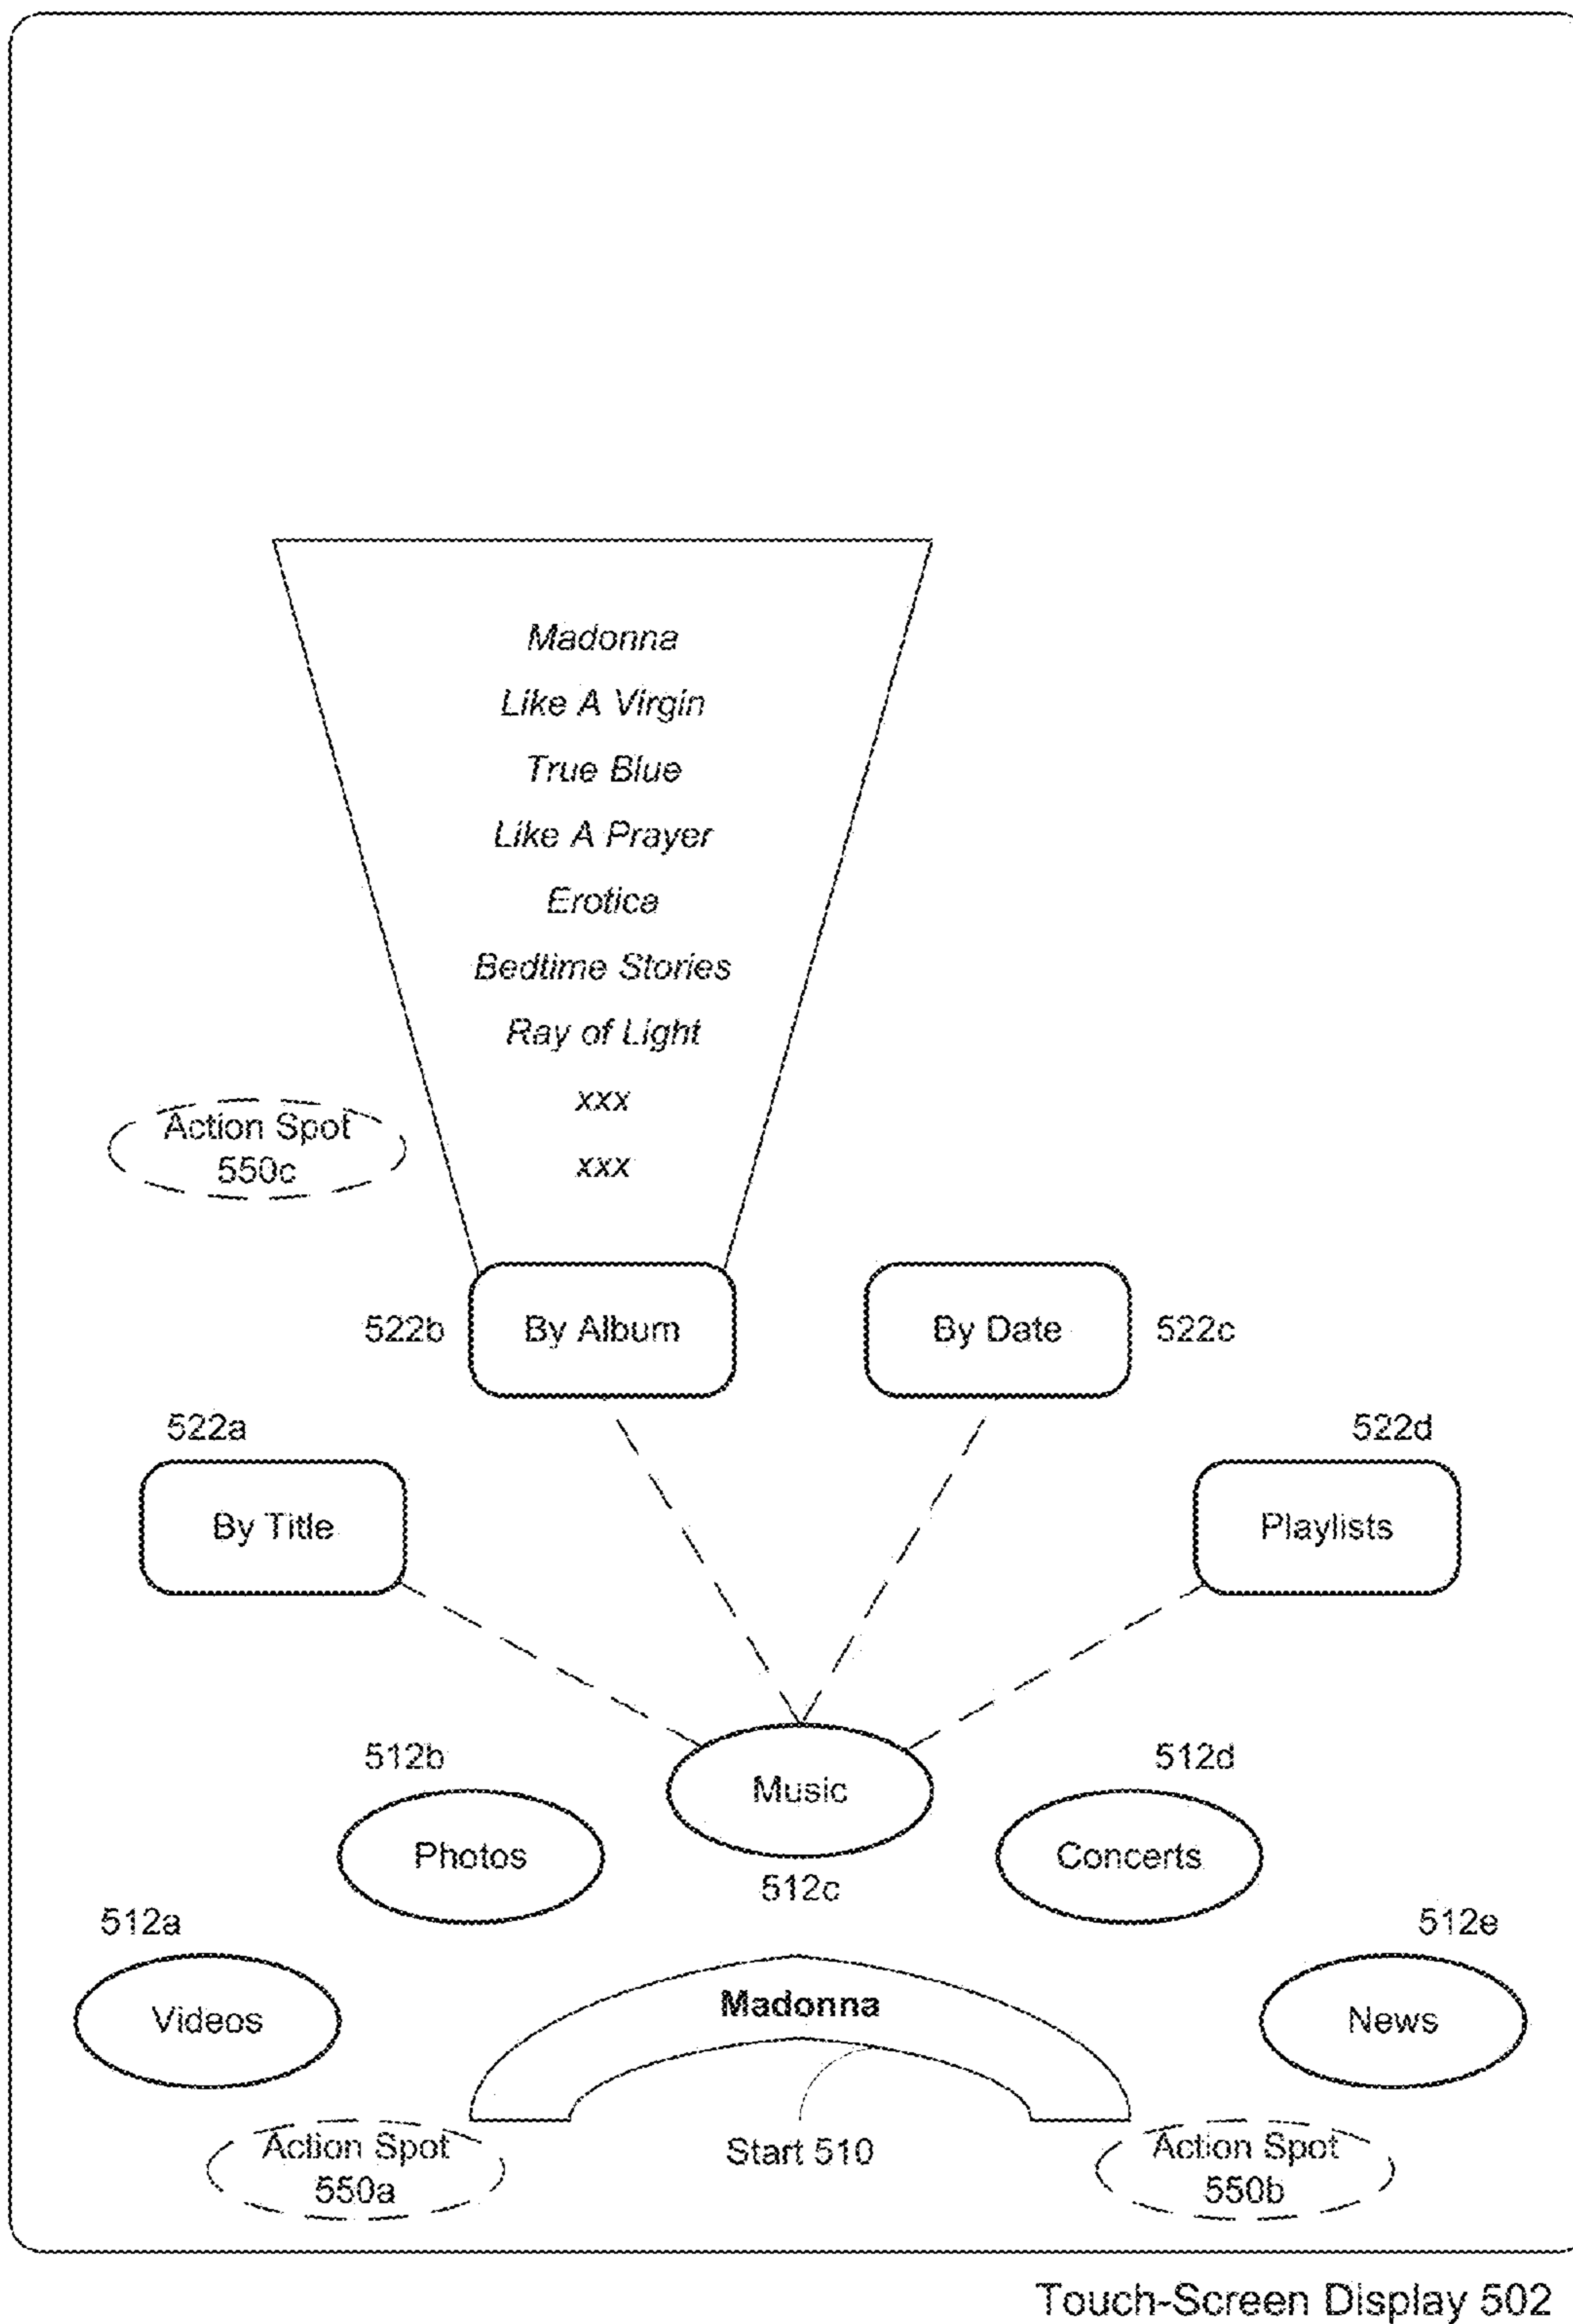 Madonna
Like A Virgin
True Blue
Like A Prayer
Erotica
Bedtime Stories
Ray of Light
xxx
xxx
Action Spot
550c
522b
By Album
By Date
522c
522a
522d
By Title
Playlists
512b
512d
Music
Photos
Concerts
512c
512a
512e
Videos
Madonna
News
Start 510
Action Spot
550a
Action Spot
550b
Touch-Screen Display 502